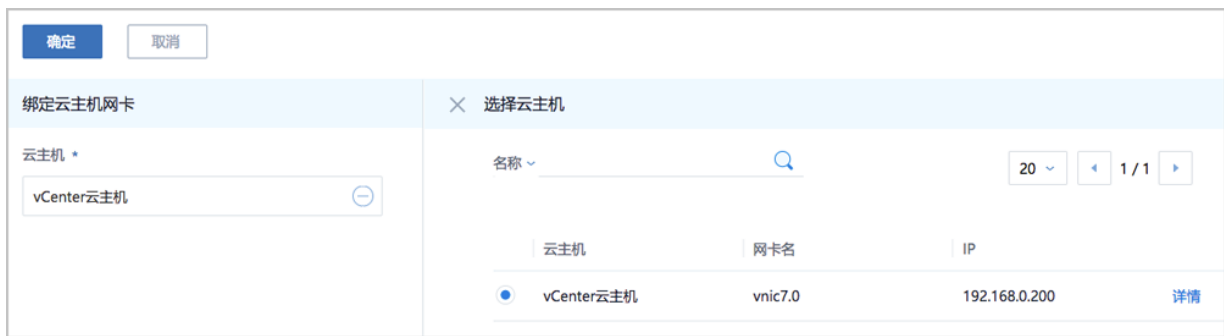 确定 取消
绑定云主机网卡
云主机 *
vCenter云主机
选择云主机
名称
20 1 / 1
云主机 网卡名 IP
vCenter云主机 vnic7.0 192.168.0.200 详情